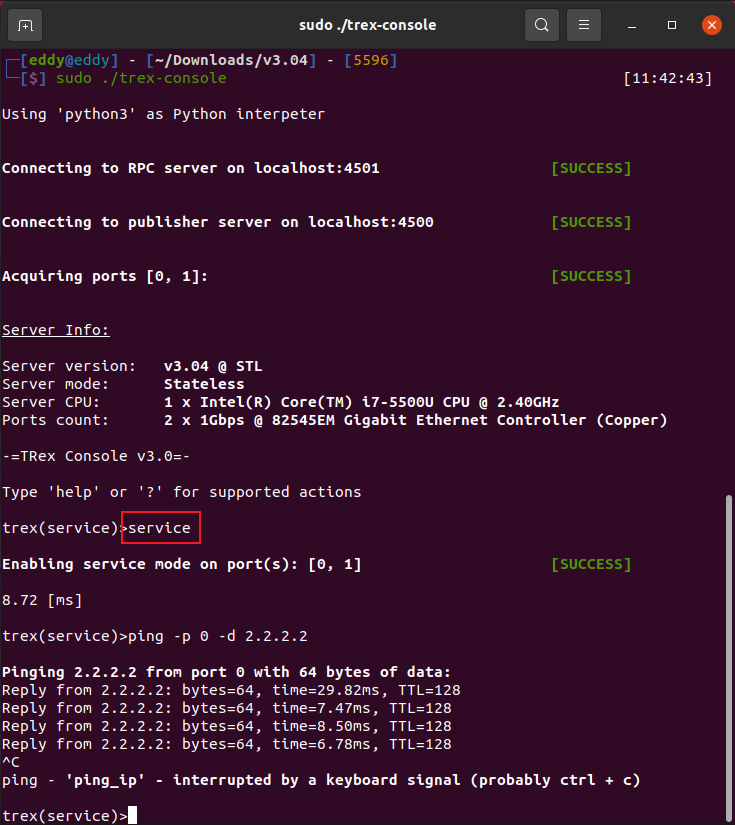 sudo ./trex-console
[eddy@eddy] - [~/Downloads/v3.04] - [5596]
[$] sudo ./trex-console [11:42:43]
Using 'python3' as Python interpeter
Connecting to RPC server on localhost:4501 [SUCCESS]
Connecting to publisher server on localhost:4500 [SUCCESS]
Acquiring ports [0, 1]: [SUCCESS]
Server Info:
Server version: v3.04 @ STL
Server mode: Stateless
Server CPU: 1 x Intel(R) Core(TM) i7-5500U CPU @ 2.40GHz
Ports count: 2 x 1Gbps @ 82545EM Gigabit Ethernet Controller (Copper)
-=TRex Console v3.0=-
Type 'help' or '?' for supported actions
trex(service)>service
Enabling service mode on port(s): [0, 1] [SUCCESS]
8.72 [ms]
trex(service)>ping -p 0 -d 2.2.2.2
Pinging 2.2.2.2 from port 0 with 64 bytes of data:
Reply from 2.2.2.2: bytes=64, time=29.82ms, TTL=128
Reply from 2.2.2.2: bytes=64, time=7.47ms, TTL=128
Reply from 2.2.2.2: bytes=64, time=8.50ms, TTL=128
Reply from 2.2.2.2: bytes=64, time=6.78ms, TTL=128
^C
ping - 'ping_ip' - interrupted by a keyboard signal (probably ctrl + c)
trex(service)>